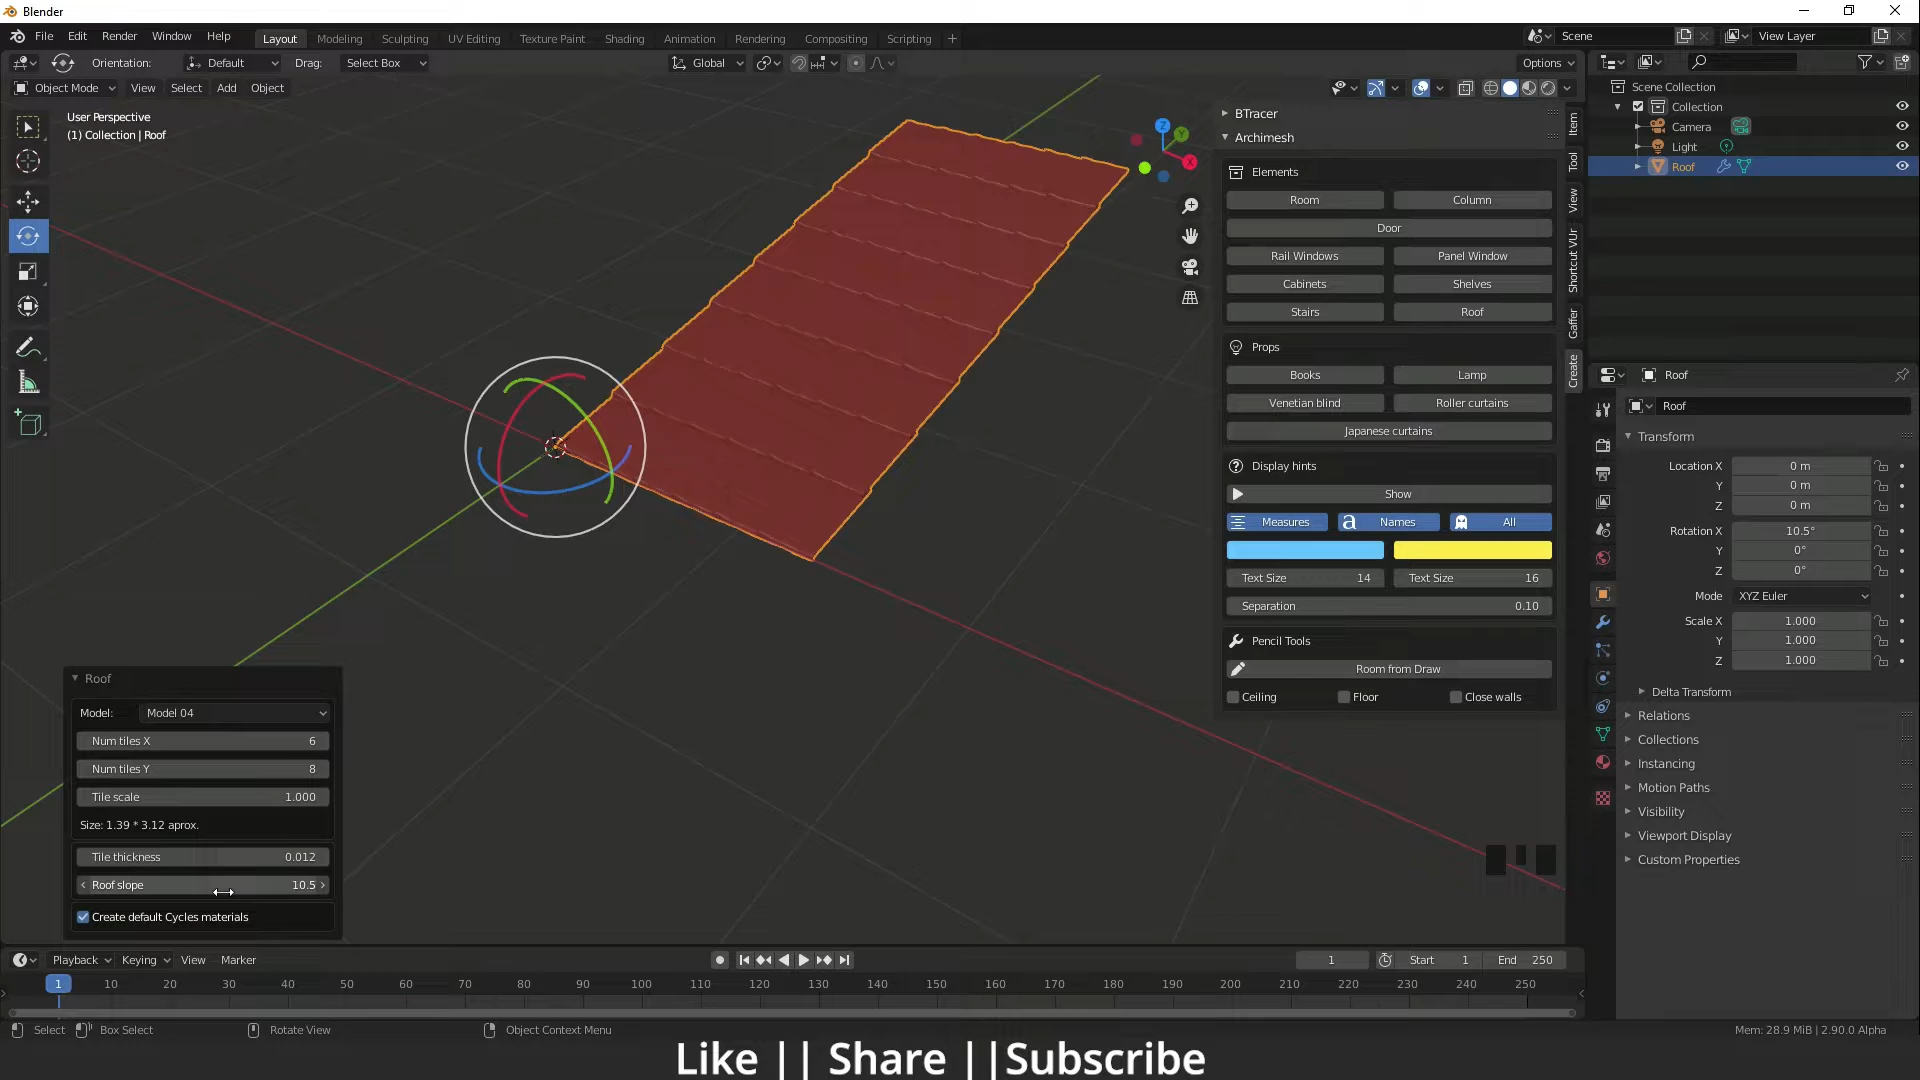 Blender
File Edit Render Window Help
Layout Modeling Sculpting UV Editing Texture Paint Shading Animation Rendering Compositing Scripting +
Scene
View Layer
Orientation: Default Drag: Select Box
Global
Options
Object Mode View Select Add Object
User Perspective
(1) Collection | Roof
Z
Y
X
BTracer
Archimesh
Elements
Room Column
Door
Rail Windows Panel Window
Cabinets Shelves
Stairs Roof
Props
Books Lamp
Venetian blind Roller curtains
Japanese curtains
Display hints
Show
Measures a Names All
Text Size 14 Text Size 16
Separation 0.10
Pencil Tools
Room from Draw
Ceiling Floor Close walls
Item
Tool
View
Shortcut VUr
Gaffer
Create
Scene Collection
Collection
Camera
Light
Roof
Roof
Roof
Transform
Location X 0 m
Y 0 m
Z 0 m
Rotation X 10.5°
Y 0°
Z 0°
Mode XYZ Euler
Scale X 1.000
Y 1.000
Z 1.000
Delta Transform
Relations
Collections
Instancing
Motion Paths
Visibility
Viewport Display
Custom Properties
Roof
Model: Model 04
Num tiles X 6
Num tiles Y 8
Tile scale 1.000
Size: 1.39 * 3.12 aprox.
Tile thickness 0.012
Roof slope 10.5
Create default Cycles materials
Playback Keying View Marker
1 Start 1 End 250
1 10 20 30 40 50 60 70 80 90 100 110 120 130 140 150 160 170 180 190 200 210 220 230 240 250
Select Box Select Rotate View Object Context Menu
Mem: 28.9 MiB | 2.90.0 Alpha
Like || Share ||Subscribe